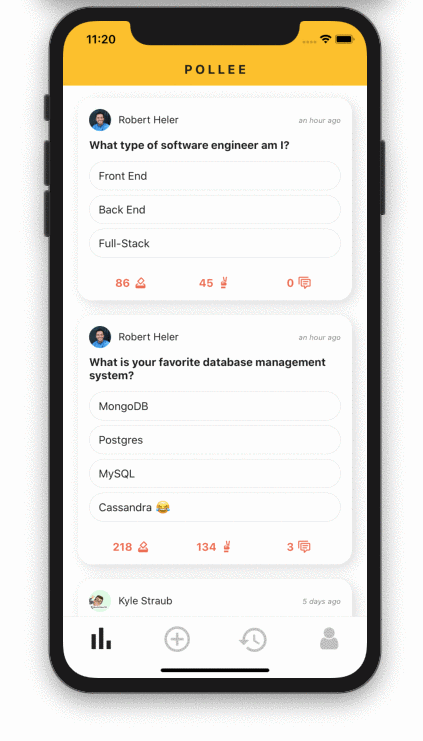 11:20
POLLEE
Robert Heler
an hour ago
What type of software engineer am I?
Front End
Back End
Full-Stack
86
45
0
Robert Heler
an hour ago
What is your favorite database management
system?
MongoDB
Postgres
MySQL
Cassandra 😂
218
134
3
Kyle Straub
5 days ago